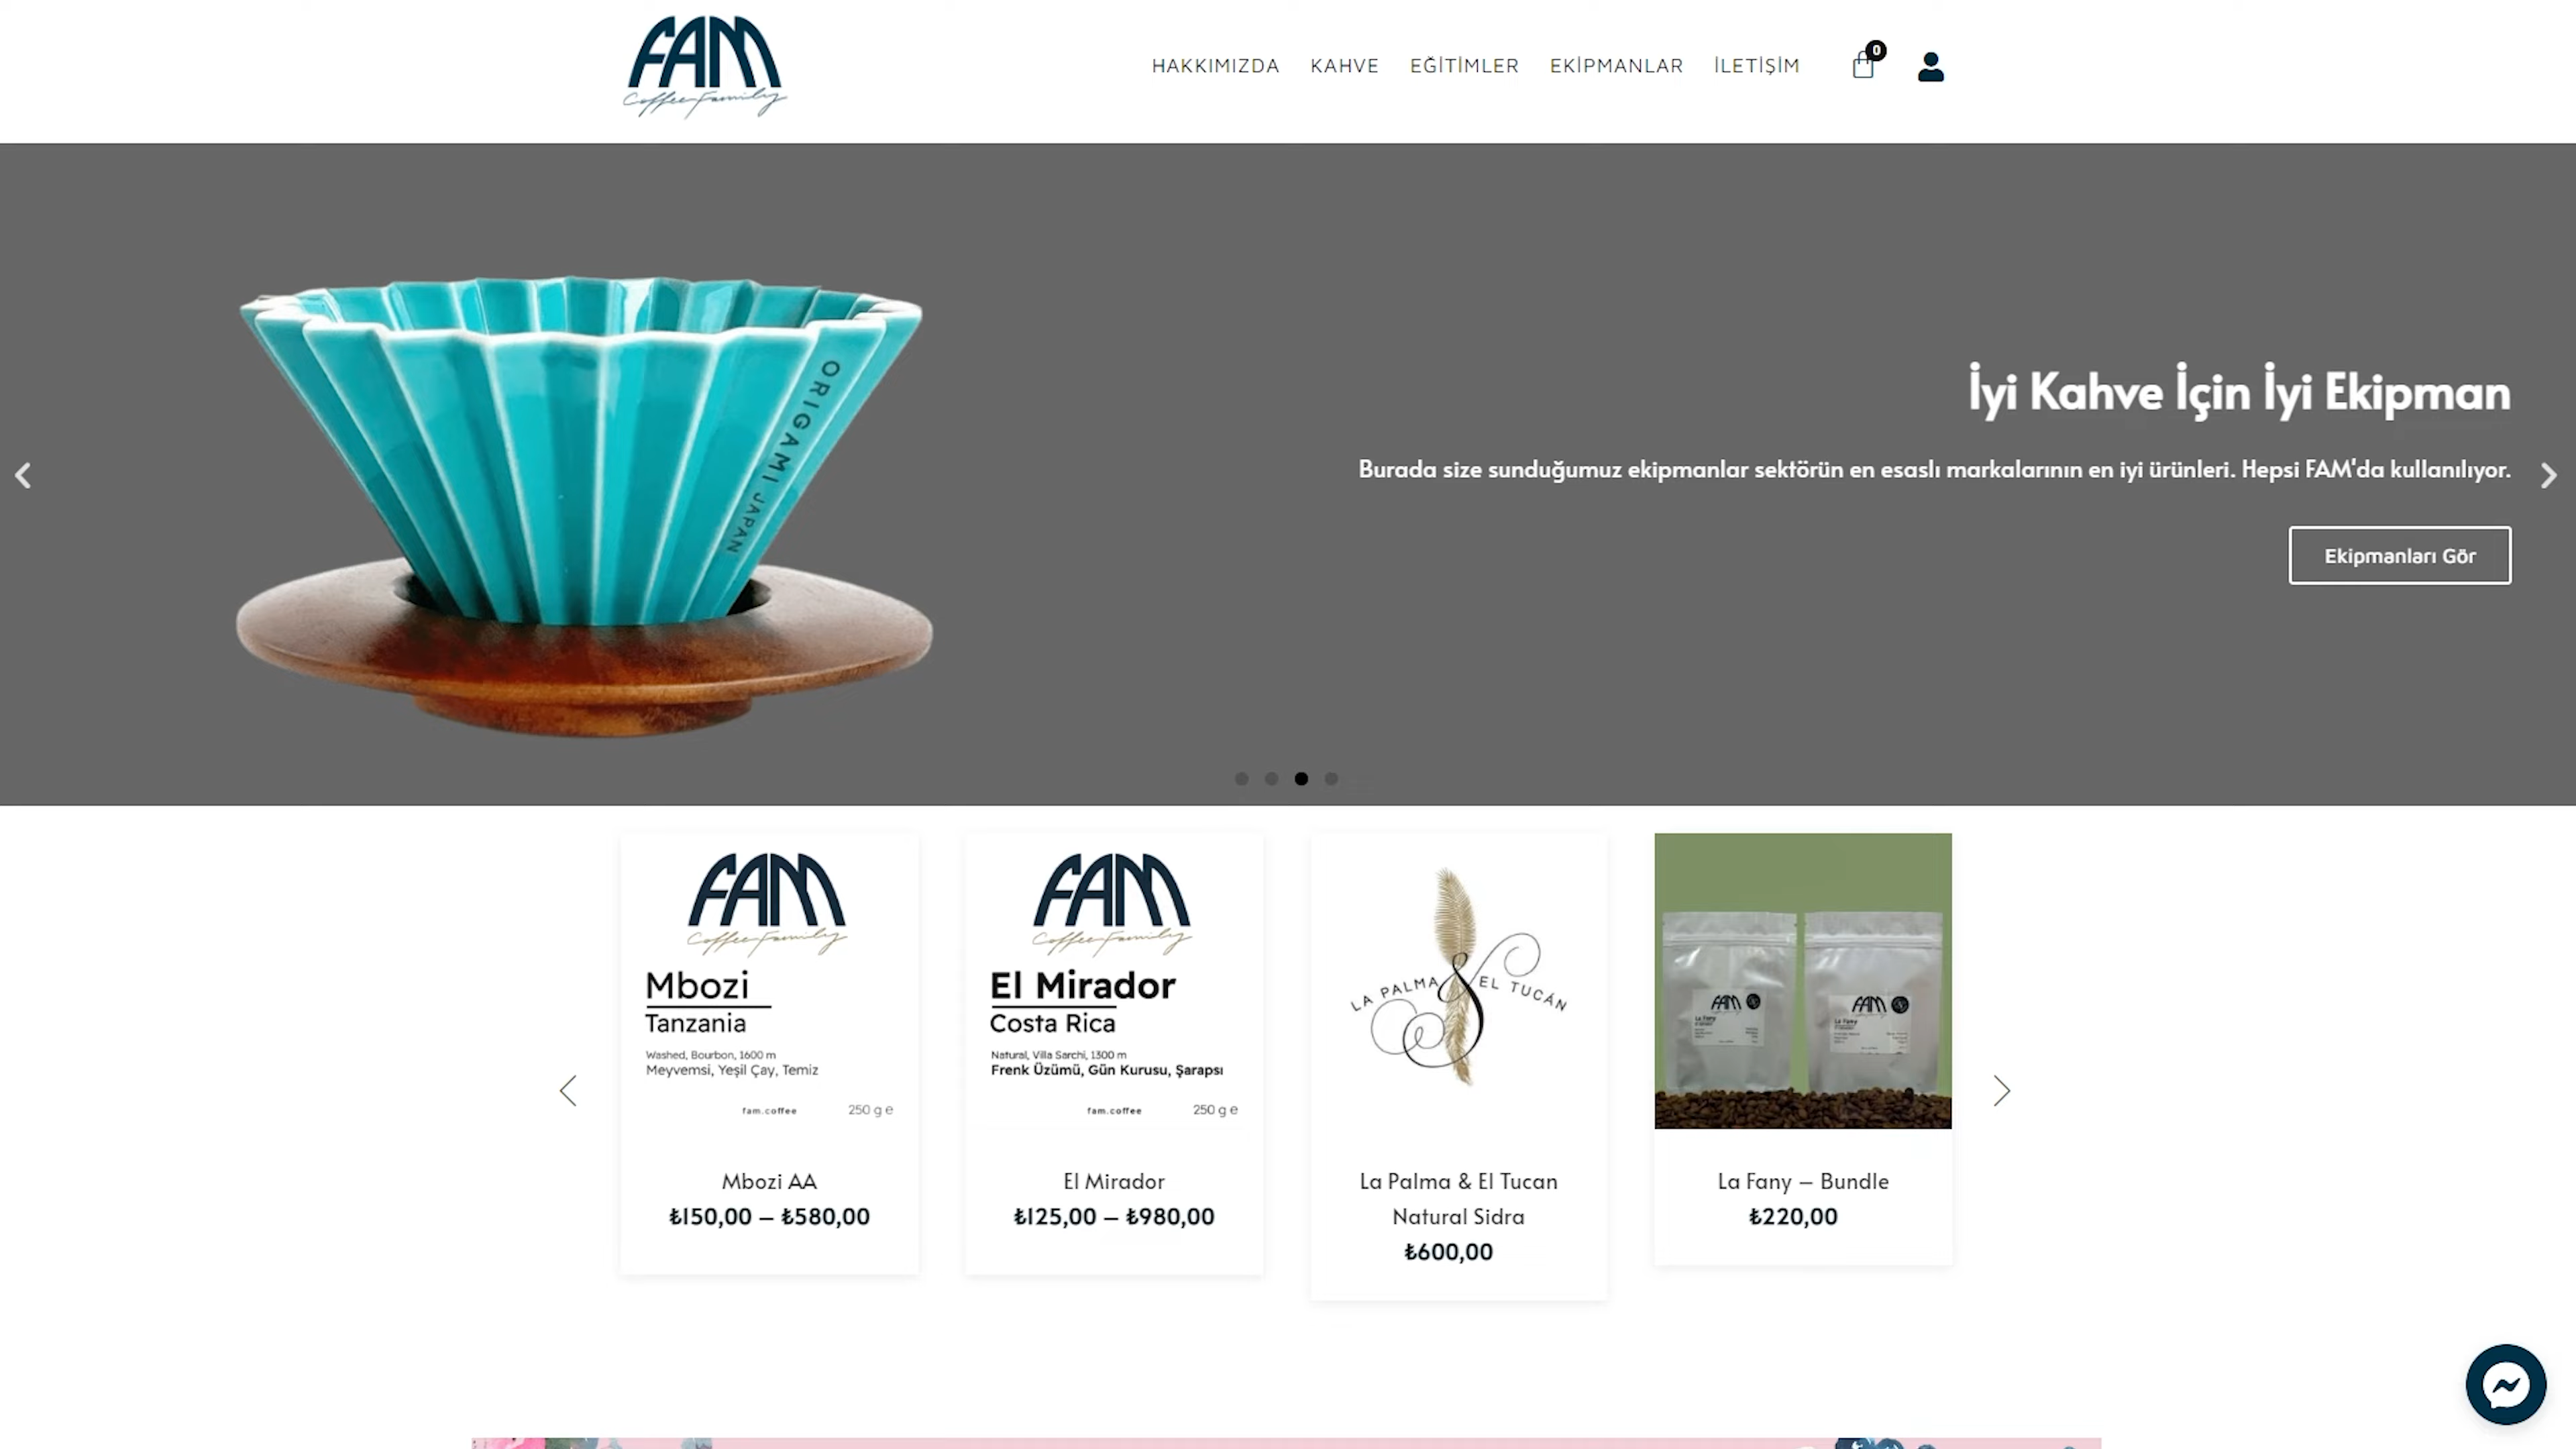 FAM
Coffee Family
HAKKIMIZDA KAHVE EĞİTİMLER EKİPMANLAR İLETİŞİM 0
ORIGAMI JAPAN
İyi Kahve İçin İyi Ekipman
Burada size sunduğumuz ekipmanlar sektörün en esaslı markalarının en iyi ürünleri. Hepsi FAM'da kullanılıyor.
Ekipmanları Gör
FAM
Coffee Family
Mbozi
Tanzania
Washed, Bourbon, 1600 m
Meyvemsi, Yeşil Çay, Temiz
fam.coffee 250 g e
Mbozi AA
₺150,00 – ₺580,00
FAM
Coffee Family
El Mirador
Costa Rica
Natural, Villa Sarchi, 1300 m
Frenk Üzümü, Gün Kurusu, Şarapsı
fam.coffee 250 g e
El Mirador
₺125,00 – ₺980,00
LA PALMA & EL TUCÁN
La Palma & El Tucan
Natural Sidra
₺600,00
FAM
La Fany
FAM
La Fany
La Fany – Bundle
₺220,00